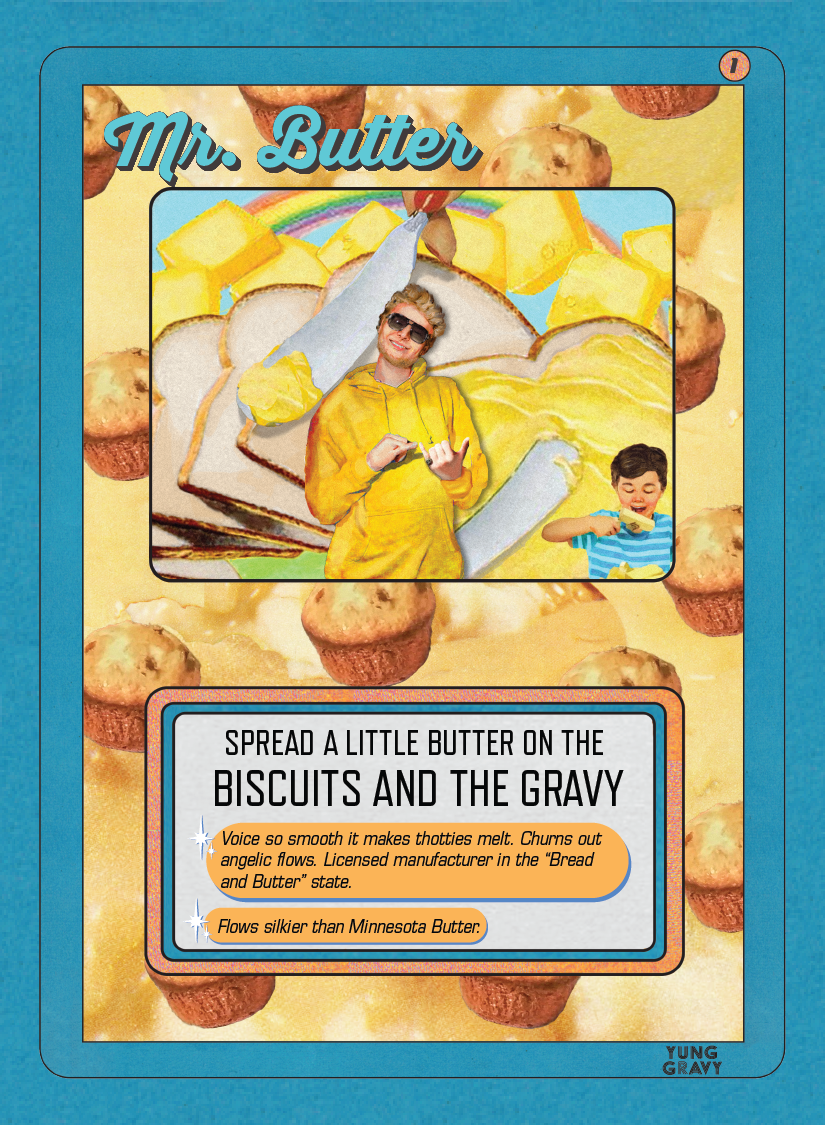 1
Mr. Butter
SPREAD A LITTLE BUTTER ON THE
BISCUITS AND THE GRAVY
Voice so smooth it makes thotties melt. Churns out
angelic flows. Licensed manufacturer in the “Bread
and Butter” state.
Flows silkier than Minnesota Butter.
YUNG
GRAVY